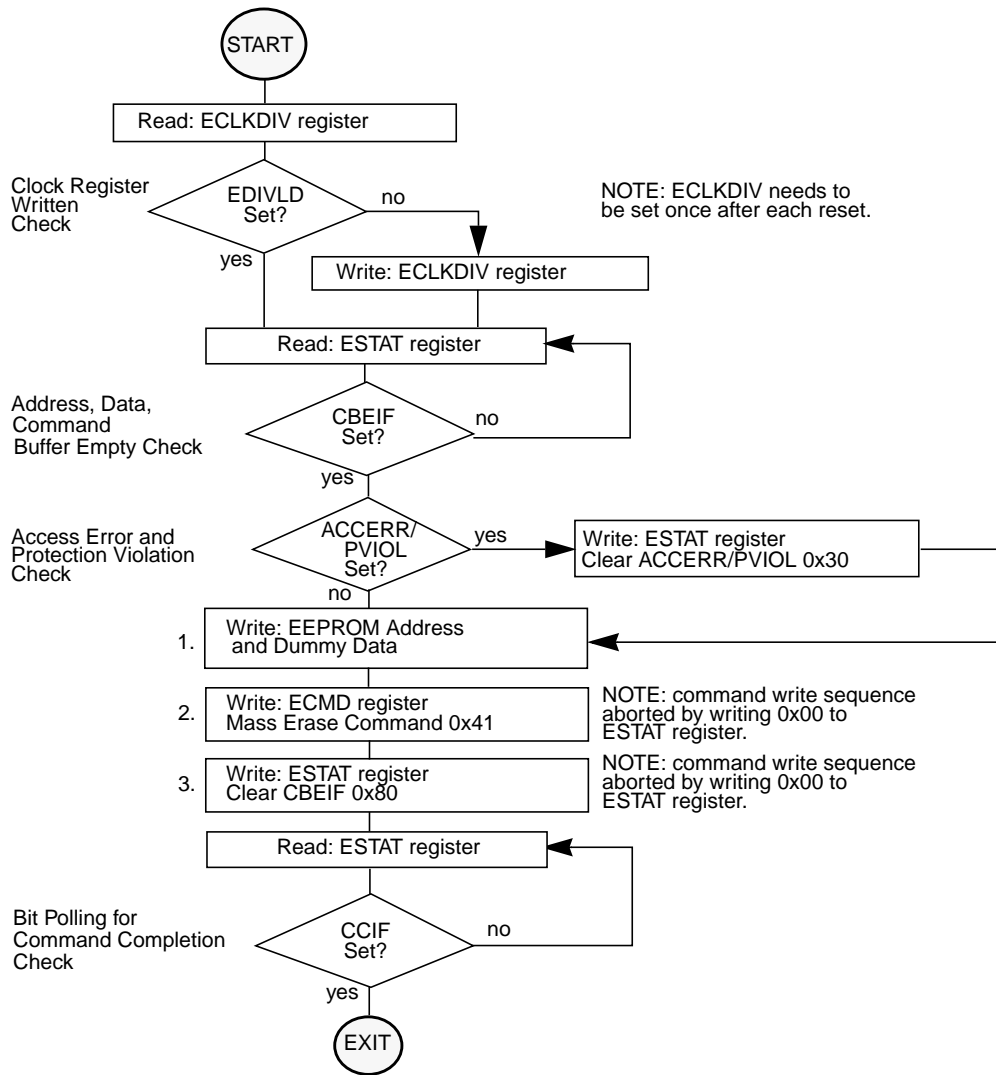 START
Read: ECLKDIV register
Clock Register
Written
Check
EDIVLD
Set?
no
yes
NOTE: ECLKDIV needs to
be set once after each reset.
Write: ECLKDIV register
Read: ESTAT register
Address, Data,
Command
Buffer Empty Check
CBEIF
Set?
no
yes
Access Error and
Protection Violation
Check
ACCERR/
PVIOL
Set?
yes
no
Write: ESTAT register
Clear ACCERR/PVIOL 0x30
1.
Write: EEPROM Address
and Dummy Data
2.
Write: ECMD register
Mass Erase Command 0x41
NOTE: command write sequence
aborted by writing 0x00 to
ESTAT register.
3.
Write: ESTAT register
Clear CBEIF 0x80
NOTE: command write sequence
aborted by writing 0x00 to
ESTAT register.
Read: ESTAT register
Bit Polling for
Command Completion
Check
CCIF
Set?
no
yes
EXIT